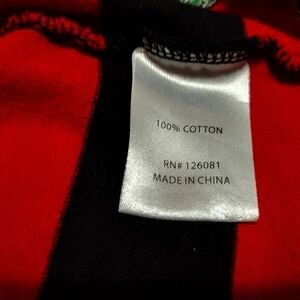 100% COTTON
RN# 126081
MADE IN CHINA